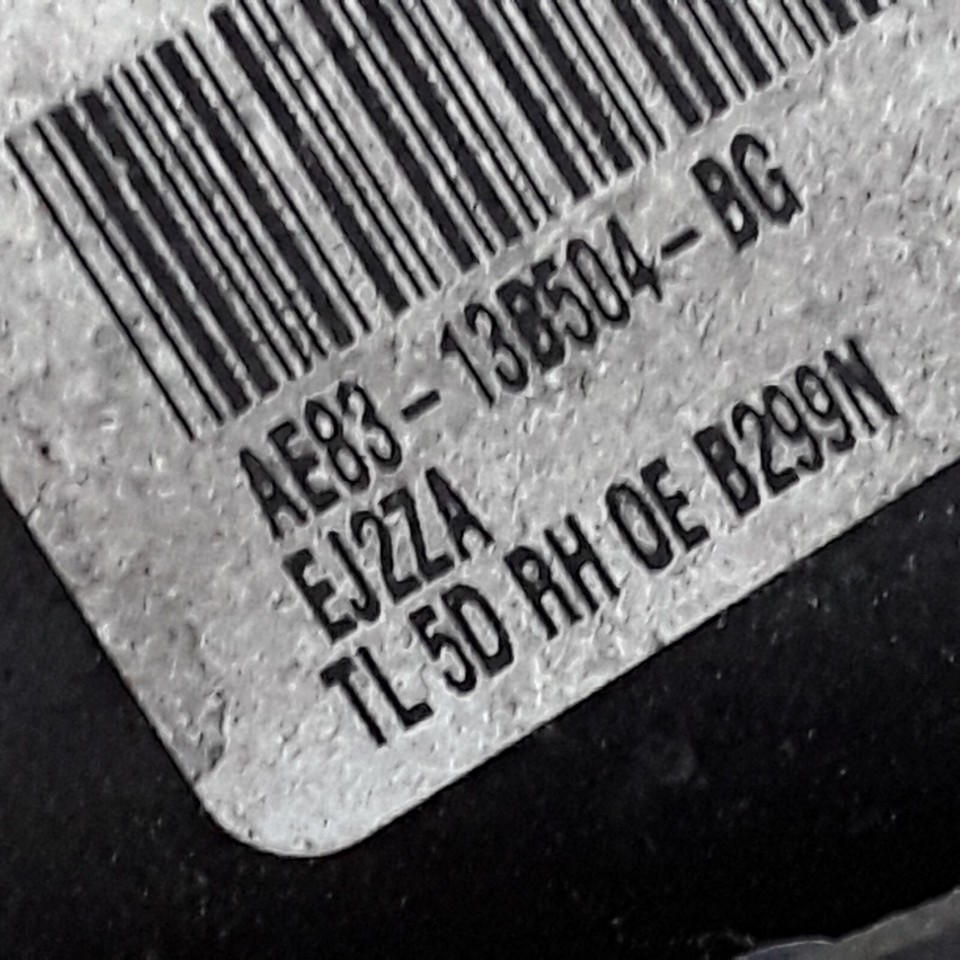 AE83-13B504-BG
EJ2ZA
TL 5D RH OE B299N